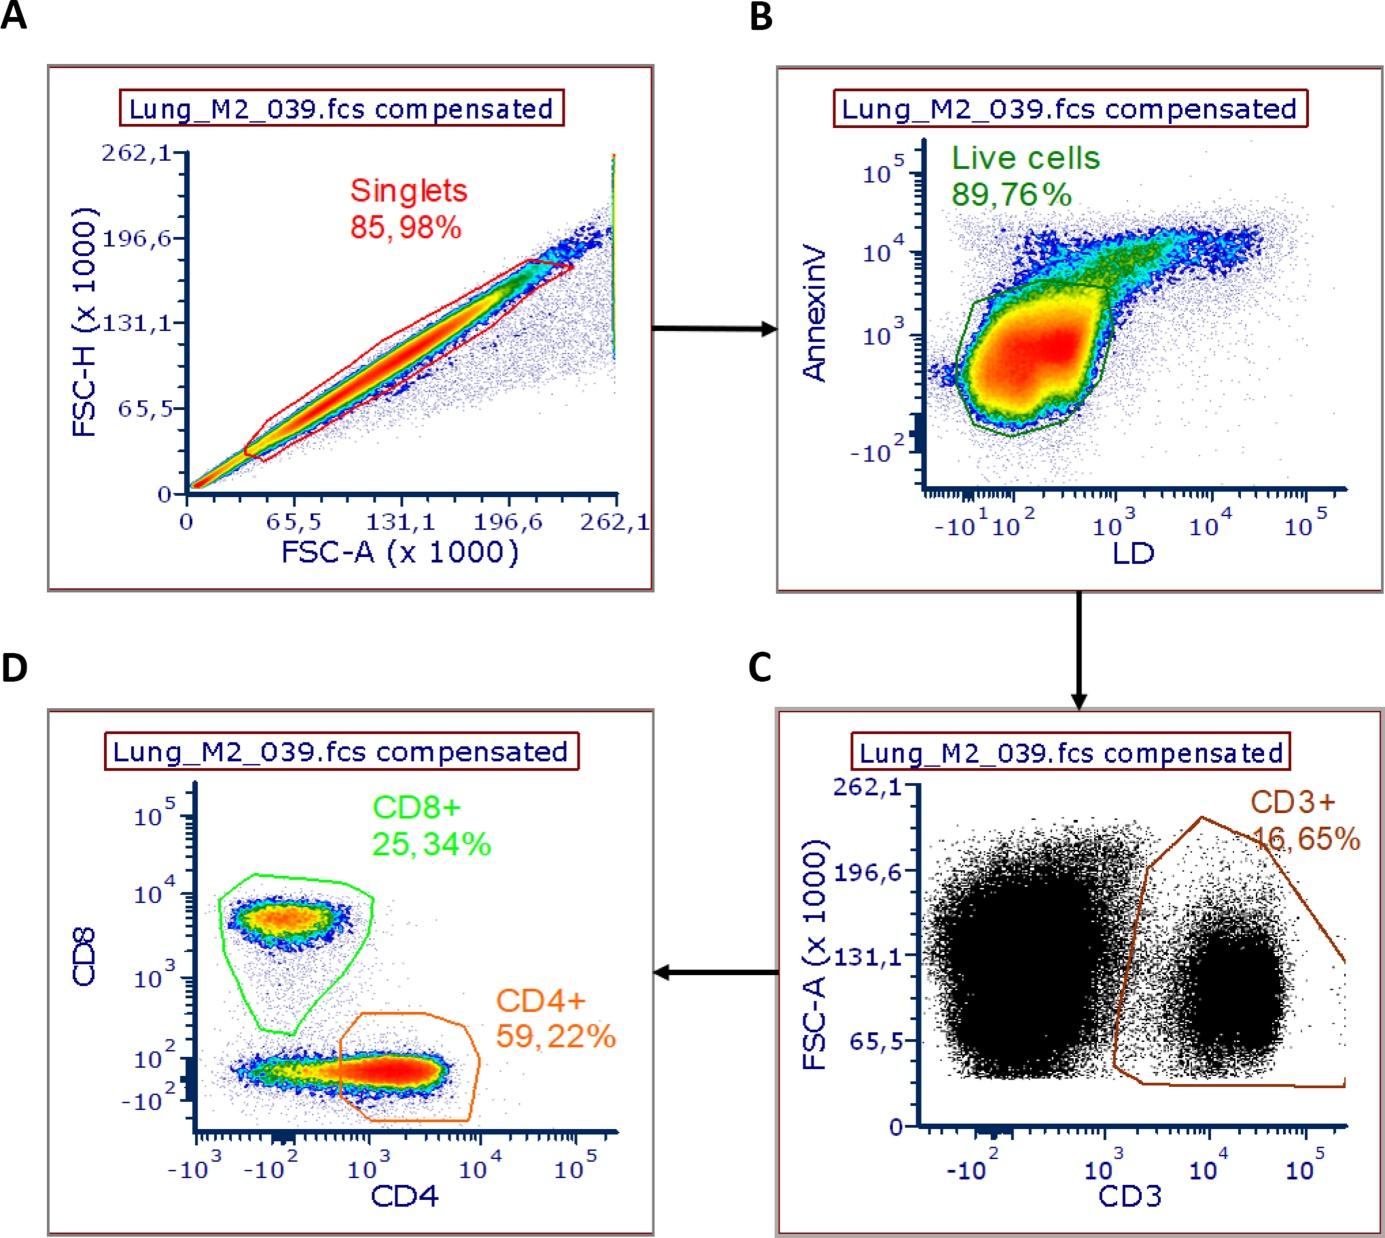 A
Lung_M2_039.fcs compensated
Singlets
85,98%
262,1
196,6
131,1
65,5
0
FSC-H (x 1000)
0 65,5 131,1 196,6 262,1
FSC-A (x 1000)
B
Lung_M2_039.fcs compensated
Live cells
89,76%
10^5
10^4
10^3
-10^2
AnnexinV
-10^1 10^2 10^3 10^4 10^5
LD
D
Lung_M2_039.fcs compensated
CD8+
25,34%
CD4+
59,22%
10^5
10^4
10^3
10^2
-10^2
CD8
-10^3 -10^2 10^3 10^4 10^5
CD4
C
Lung_M2_039.fcs compensated
CD3+
16,65%
262,1
196,6
131,1
65,5
0
FSC-A (x 1000)
-10^2 10^3 10^4 10^5
CD3